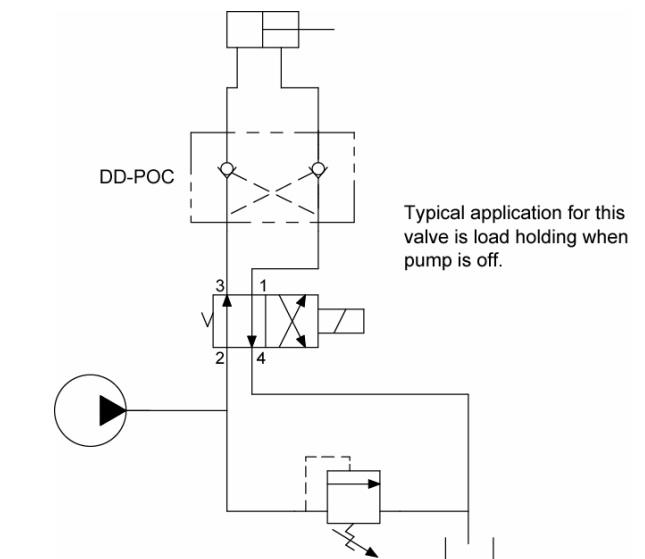 DD-POC
Typical application for this
valve is load holding when
pump is off.
3 1
2 4